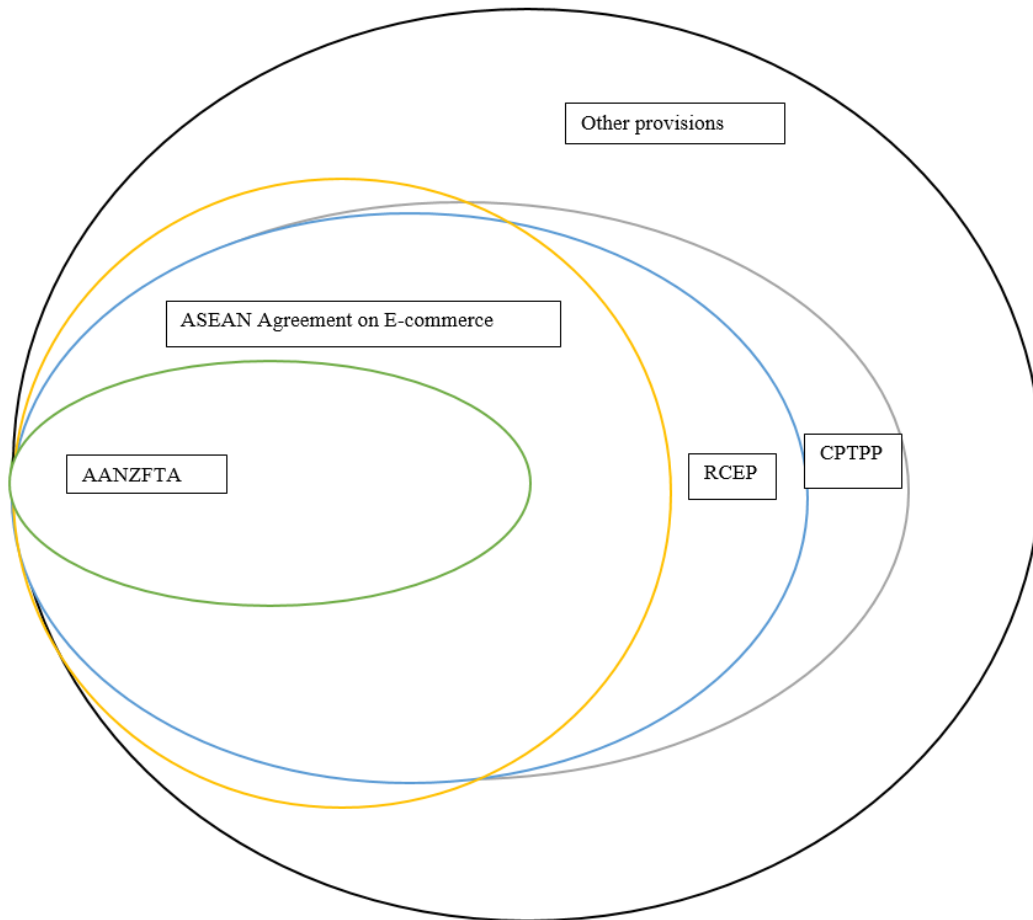 Other provisions
ASEAN Agreement on E-commerce
CPTPP
AANZFTA
RCEP